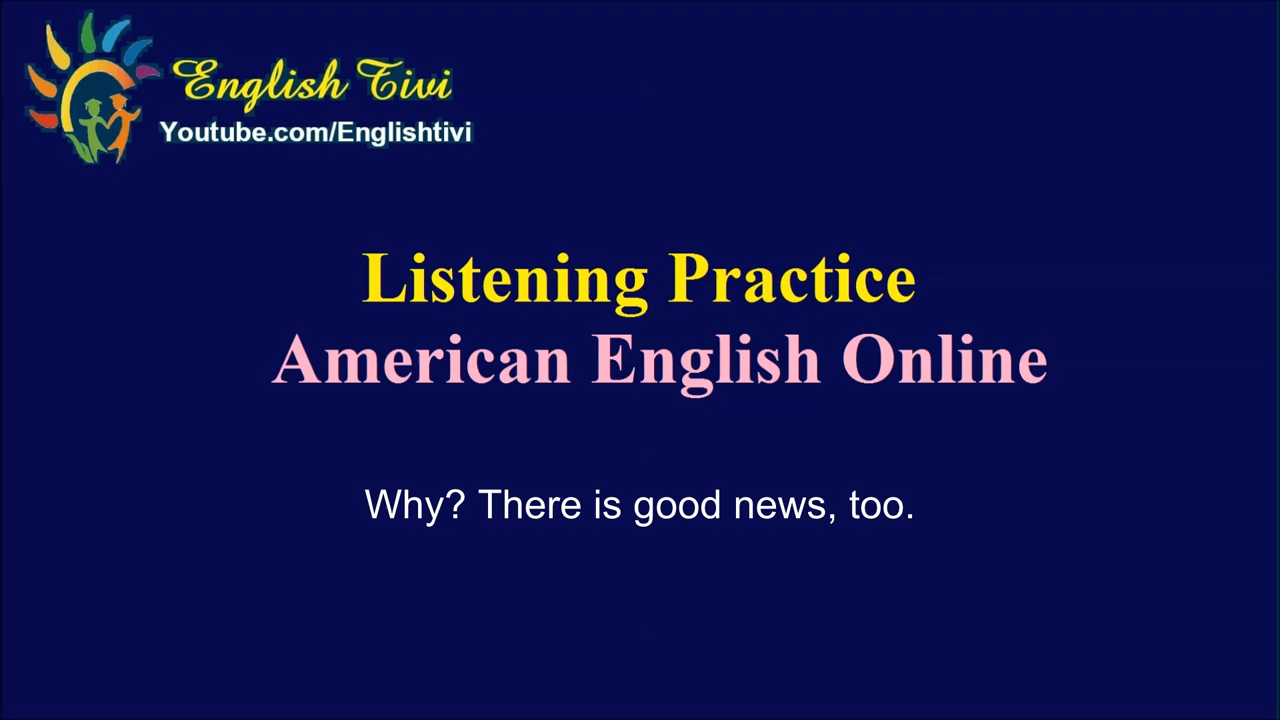 English Tivi
Youtube.com/Englishtivi
Listening Practice
American English Online
Why? There is good news, too.